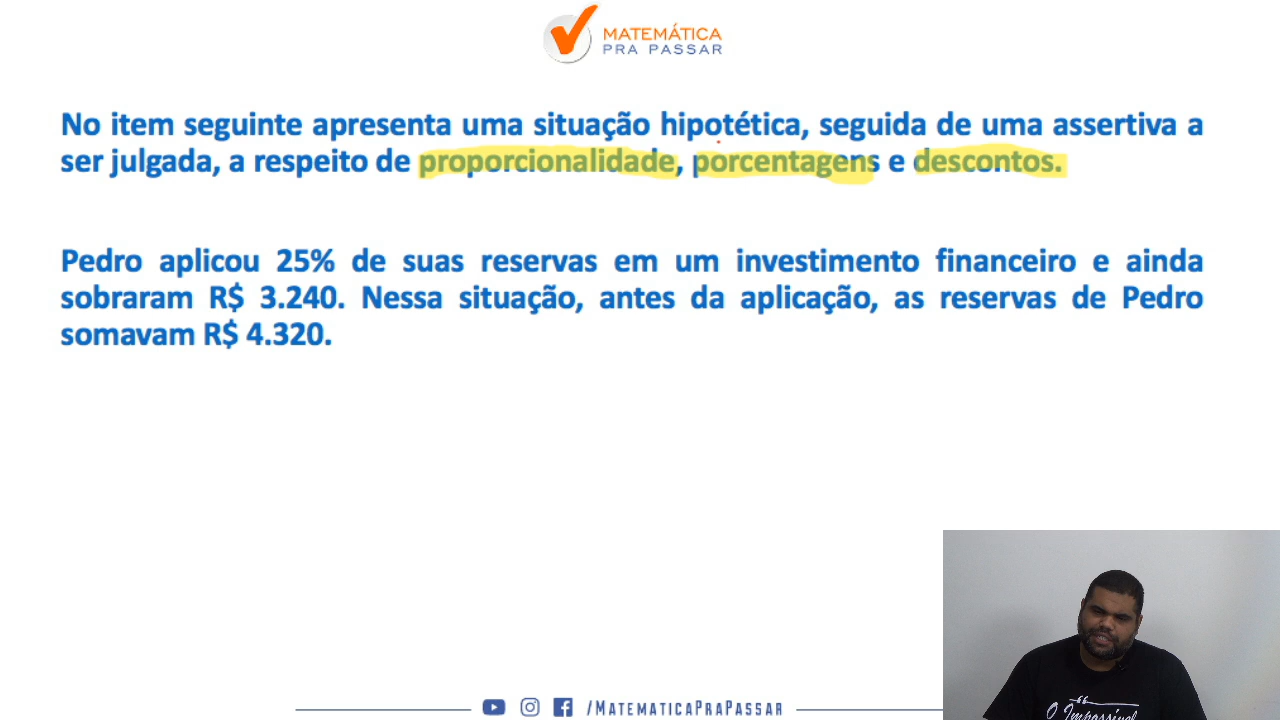 MATEMÁTICA
PRA PASSAR
No item seguinte apresenta uma situação hipotética, seguida de uma assertiva a
ser julgada, a respeito de proporcionalidade, porcentagens e descontos.
Pedro aplicou 25% de suas reservas em um investimento financeiro e ainda
sobraram R$ 3.240. Nessa situação, antes da aplicação, as reservas de Pedro
somavam R$ 4.320.
O Impossível
/MATEMATICAPRAPASSAR